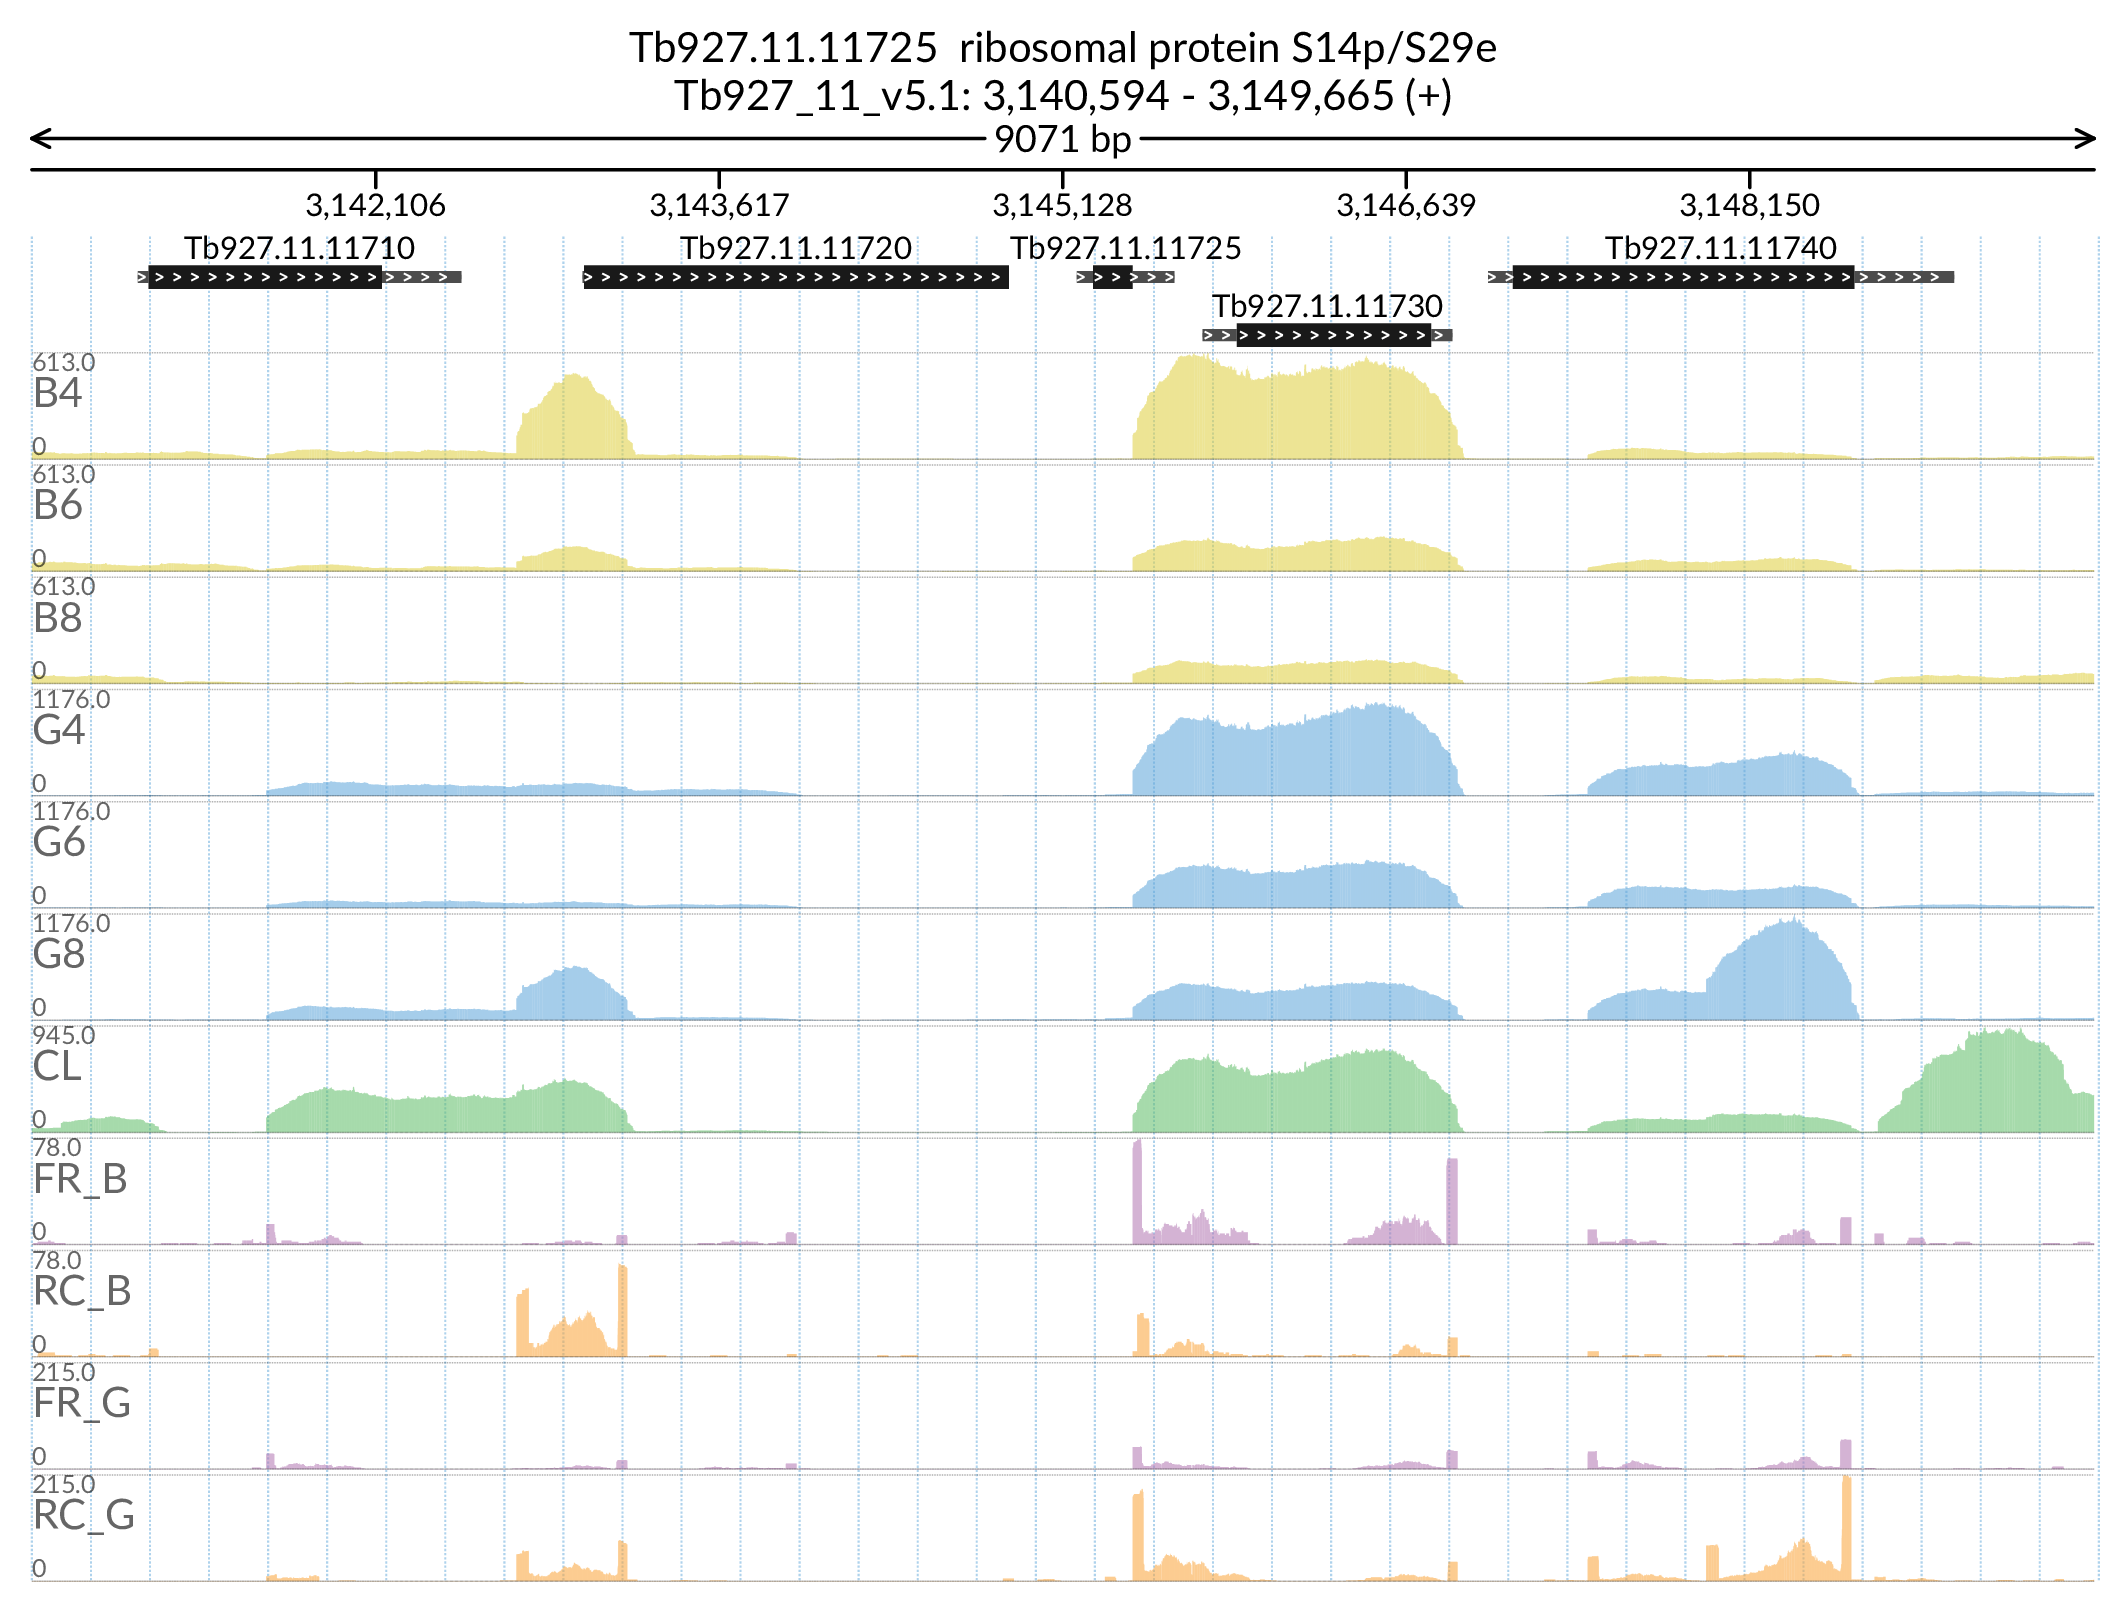 Tb927.11.11725  ribosomal protein S14p/S29e
Tb927_11_v5.1: 3,140,594 - 3,149,665 (+)
9071 bp
3,142,106 3,143,617 3,145,128 3,146,639 3,148,150
Tb927.11.11710 Tb927.11.11720 Tb927.11.11725 Tb927.11.11740
Tb927.11.11730
613.0
B4
0
613.0
B6
0
613.0
B8
0
1176.0
G4
0
1176.0
G6
0
1176.0
G8
0
945.0
CL
0
78.0
FR_B
0
78.0
RC_B
0
215.0
FR_G
0
215.0
RC_G
0